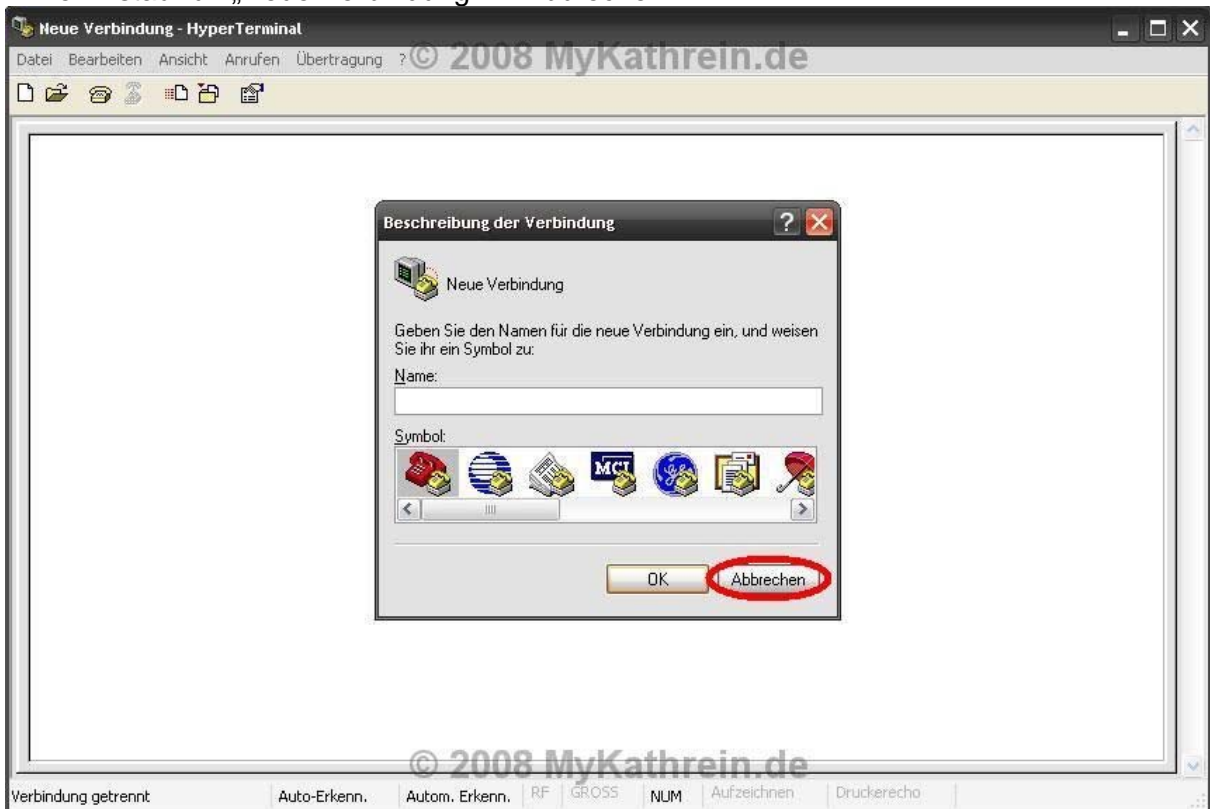 Neue Verbindung - HyperTerminal
Datei Bearbeiten Ansicht Anrufen Übertragung ?
© 2008 MyKathrein.de
Beschreibung der Verbindung
Neue Verbindung
Geben Sie den Namen für die neue Verbindung ein, und weisen
Sie ihr ein Symbol zu:
Name:
Symbol:
MCI
OK Abbrechen
© 2008 MyKathrein.de
Verbindung getrennt Auto-Erkenn. Autom. Erkenn. RF GROSS NUM Aufzeichnen Druckerecho